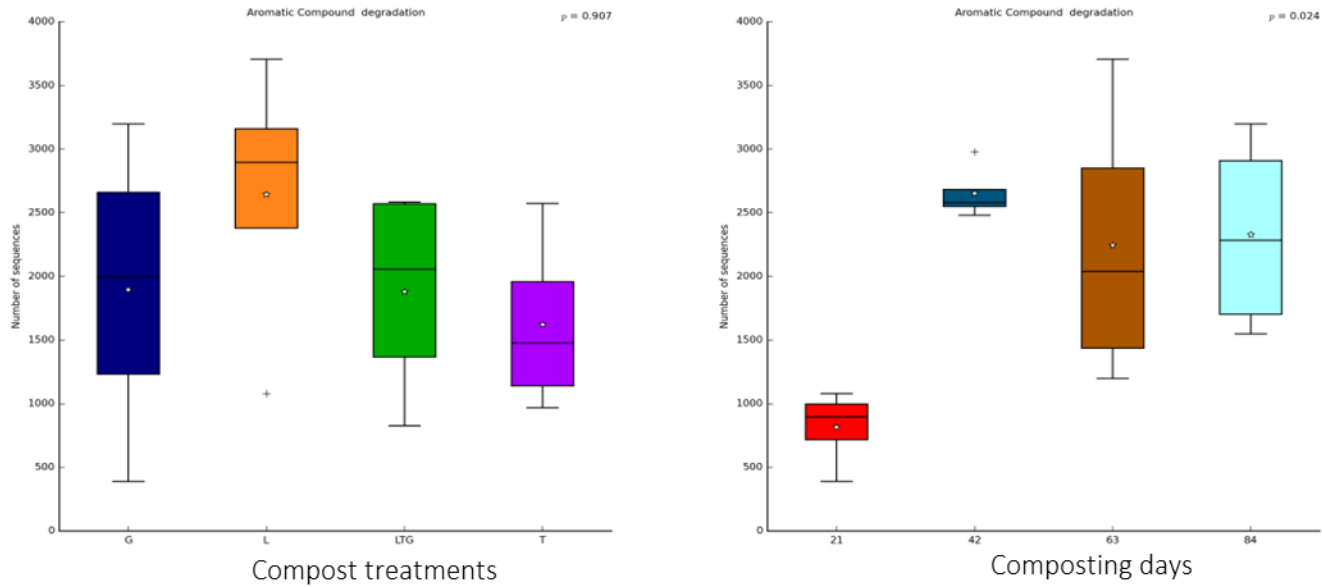 Aromatic Compound degradation
p = 0.907
4000
3500
3000
2500
2000
1500
1000
500
0
Number of sequences
G L LTG T
Compost treatments
Aromatic Compound degradation
p = 0.024
4000
3500
3000
2500
2000
1500
1000
500
0
Number of sequences
21 42 63 84
Composting days